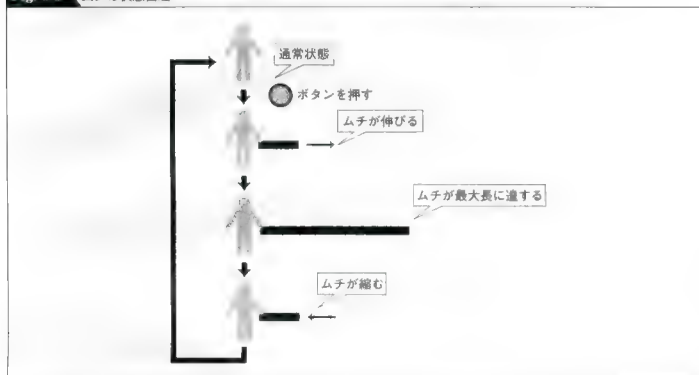 通常状態
ボタンを押す
ムチが伸びる
ムチが最大長に達する
ムチが縮む